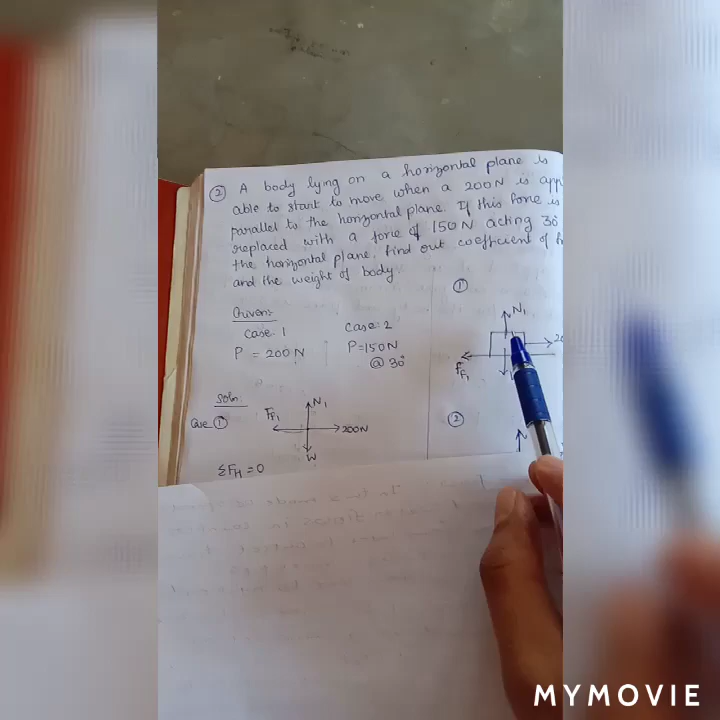 ② A body lying on a horizontal plane is
able to start to move when a 200N is app
parallel to the horizontal plane. If this force is
replaced with a force of 150N acting 30°
the horizontal plane. Find out coefficient of
and the weight of body.
Given:-
Case:1
P = 200N
Case:2
P=150N
@ 30°
Soln
Case ①
FF1
N1
200N
W
ΣFH = 0
①
N1
20
FF1
②
MYMOVIE